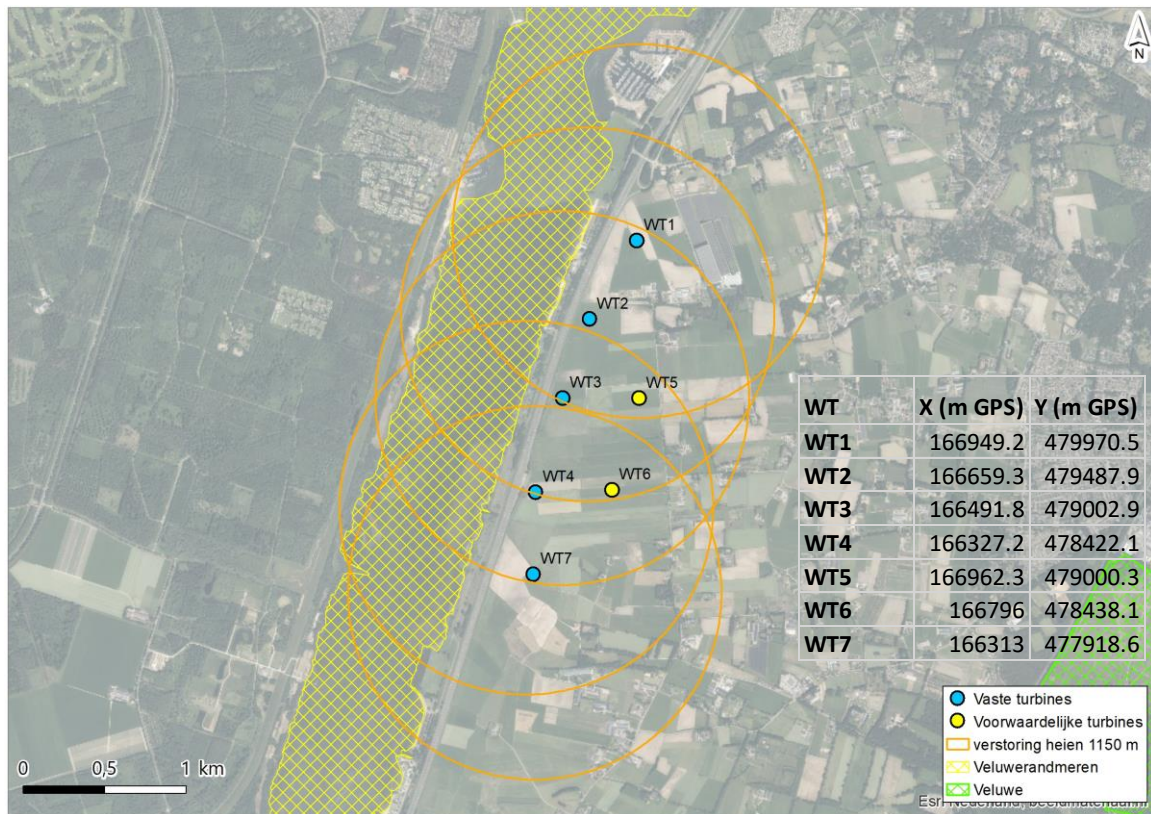 N
WT1
WT2
WT3
WT5
WT4
WT6
WT7
WT X (m GPS) Y (m GPS)
WT1 166949.2 479970.5
WT2 166659.3 479487.9
WT3 166491.8 479002.9
WT4 166327.2 478422.1
WT5 166962.3 479000.3
WT6 166796 478438.1
WT7 166313 477918.6
Vaste turbines
Voorwaardelijke turbines
verstoring heien 1150 m
Veluwerandmeren
Veluwe
0 0,5 1 km
Esri Nederland, beeldmateriaal.nl